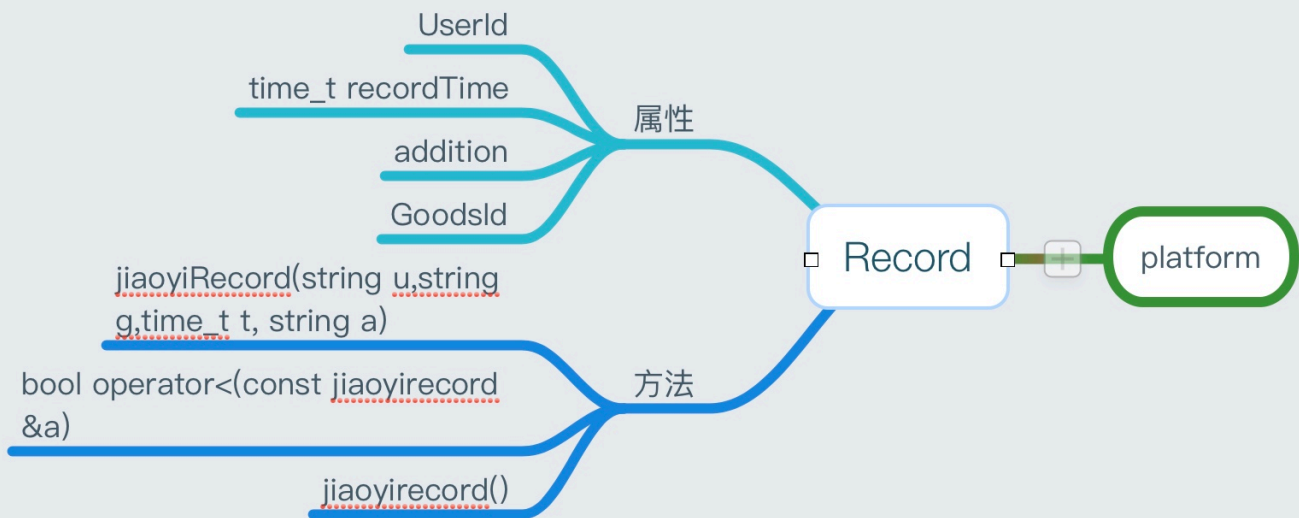 UserId
time_t recordTime
addition
GoodsId
属性
jiaoyiRecord(string u,string
g,time_t t, string a)
bool operator<(const jiaoyirecord
&a)
jiaoyirecord()
方法
Record
platform